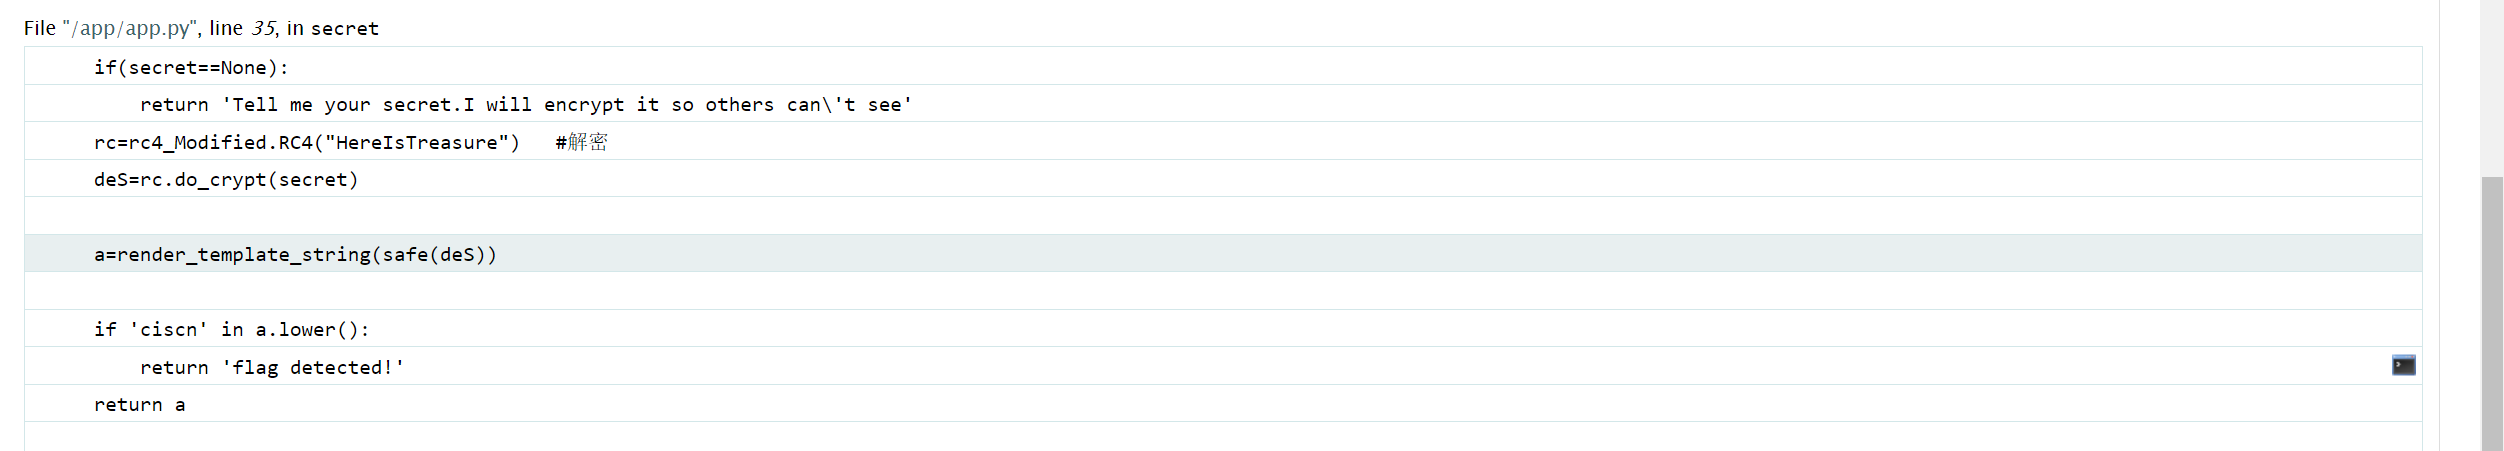 File "/app/app.py", line 35, in secret
if(secret==None):
return 'Tell me your secret.I will encrypt it so others can\'t see'
rc=rc4_Modified.RC4("HereIsTreasure")   #解密
deS=rc.do_crypt(secret)
a=render_template_string(safe(deS))
if 'ciscn' in a.lower():
return 'flag detected!'
return a